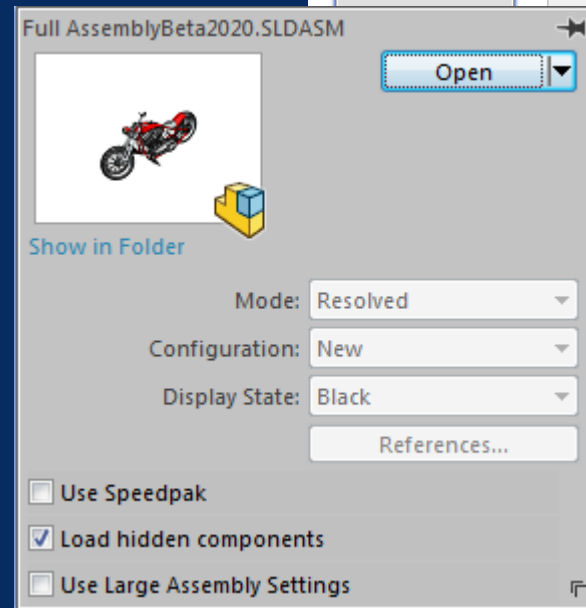 Full AssemblyBeta2020.SLDASM
Open
Show in Folder
Mode: Resolved
Configuration: New
Display State: Black
References...
Use Speedpak
Load hidden components
Use Large Assembly Settings